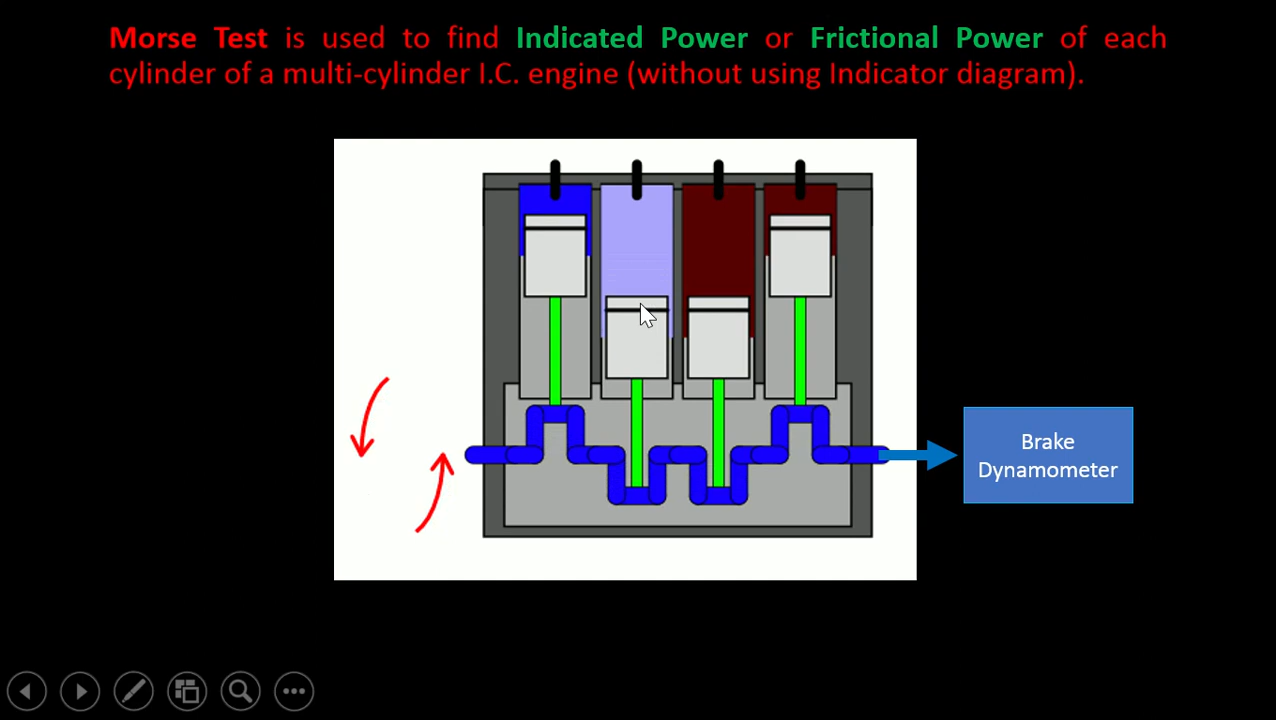 Morse Test is used to find Indicated Power or Frictional Power of each
cylinder of a multi-cylinder I.C. engine (without using Indicator diagram).
Brake
Dynamometer